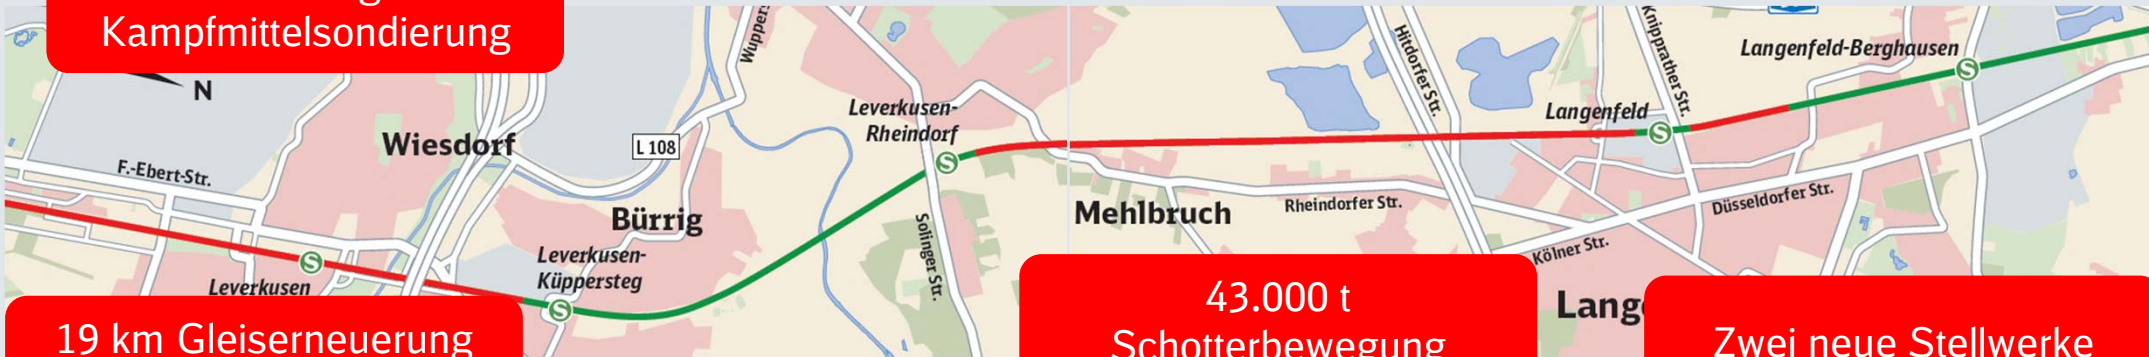 Kampfmittelsondierung
N
Wiesdorf
F.-Ebert-Str.
L 108
Leverkusen-
Rheindorf
Bürrig
Leverkusen-
Küppersteg
Leverkusen
Solinger Str.
Mehlbruch
Rheindorfer Str.
Hitdorfer Str.
Langenfeld
Knipprather Str.
Langenfeld-Berghausen
Düsseldorfer Str.
Kölner Str.
S
S
S
S
S
19 km Gleiserneuerung
43.000 t
Schotterbewegung
Zwei neue Stellwerke